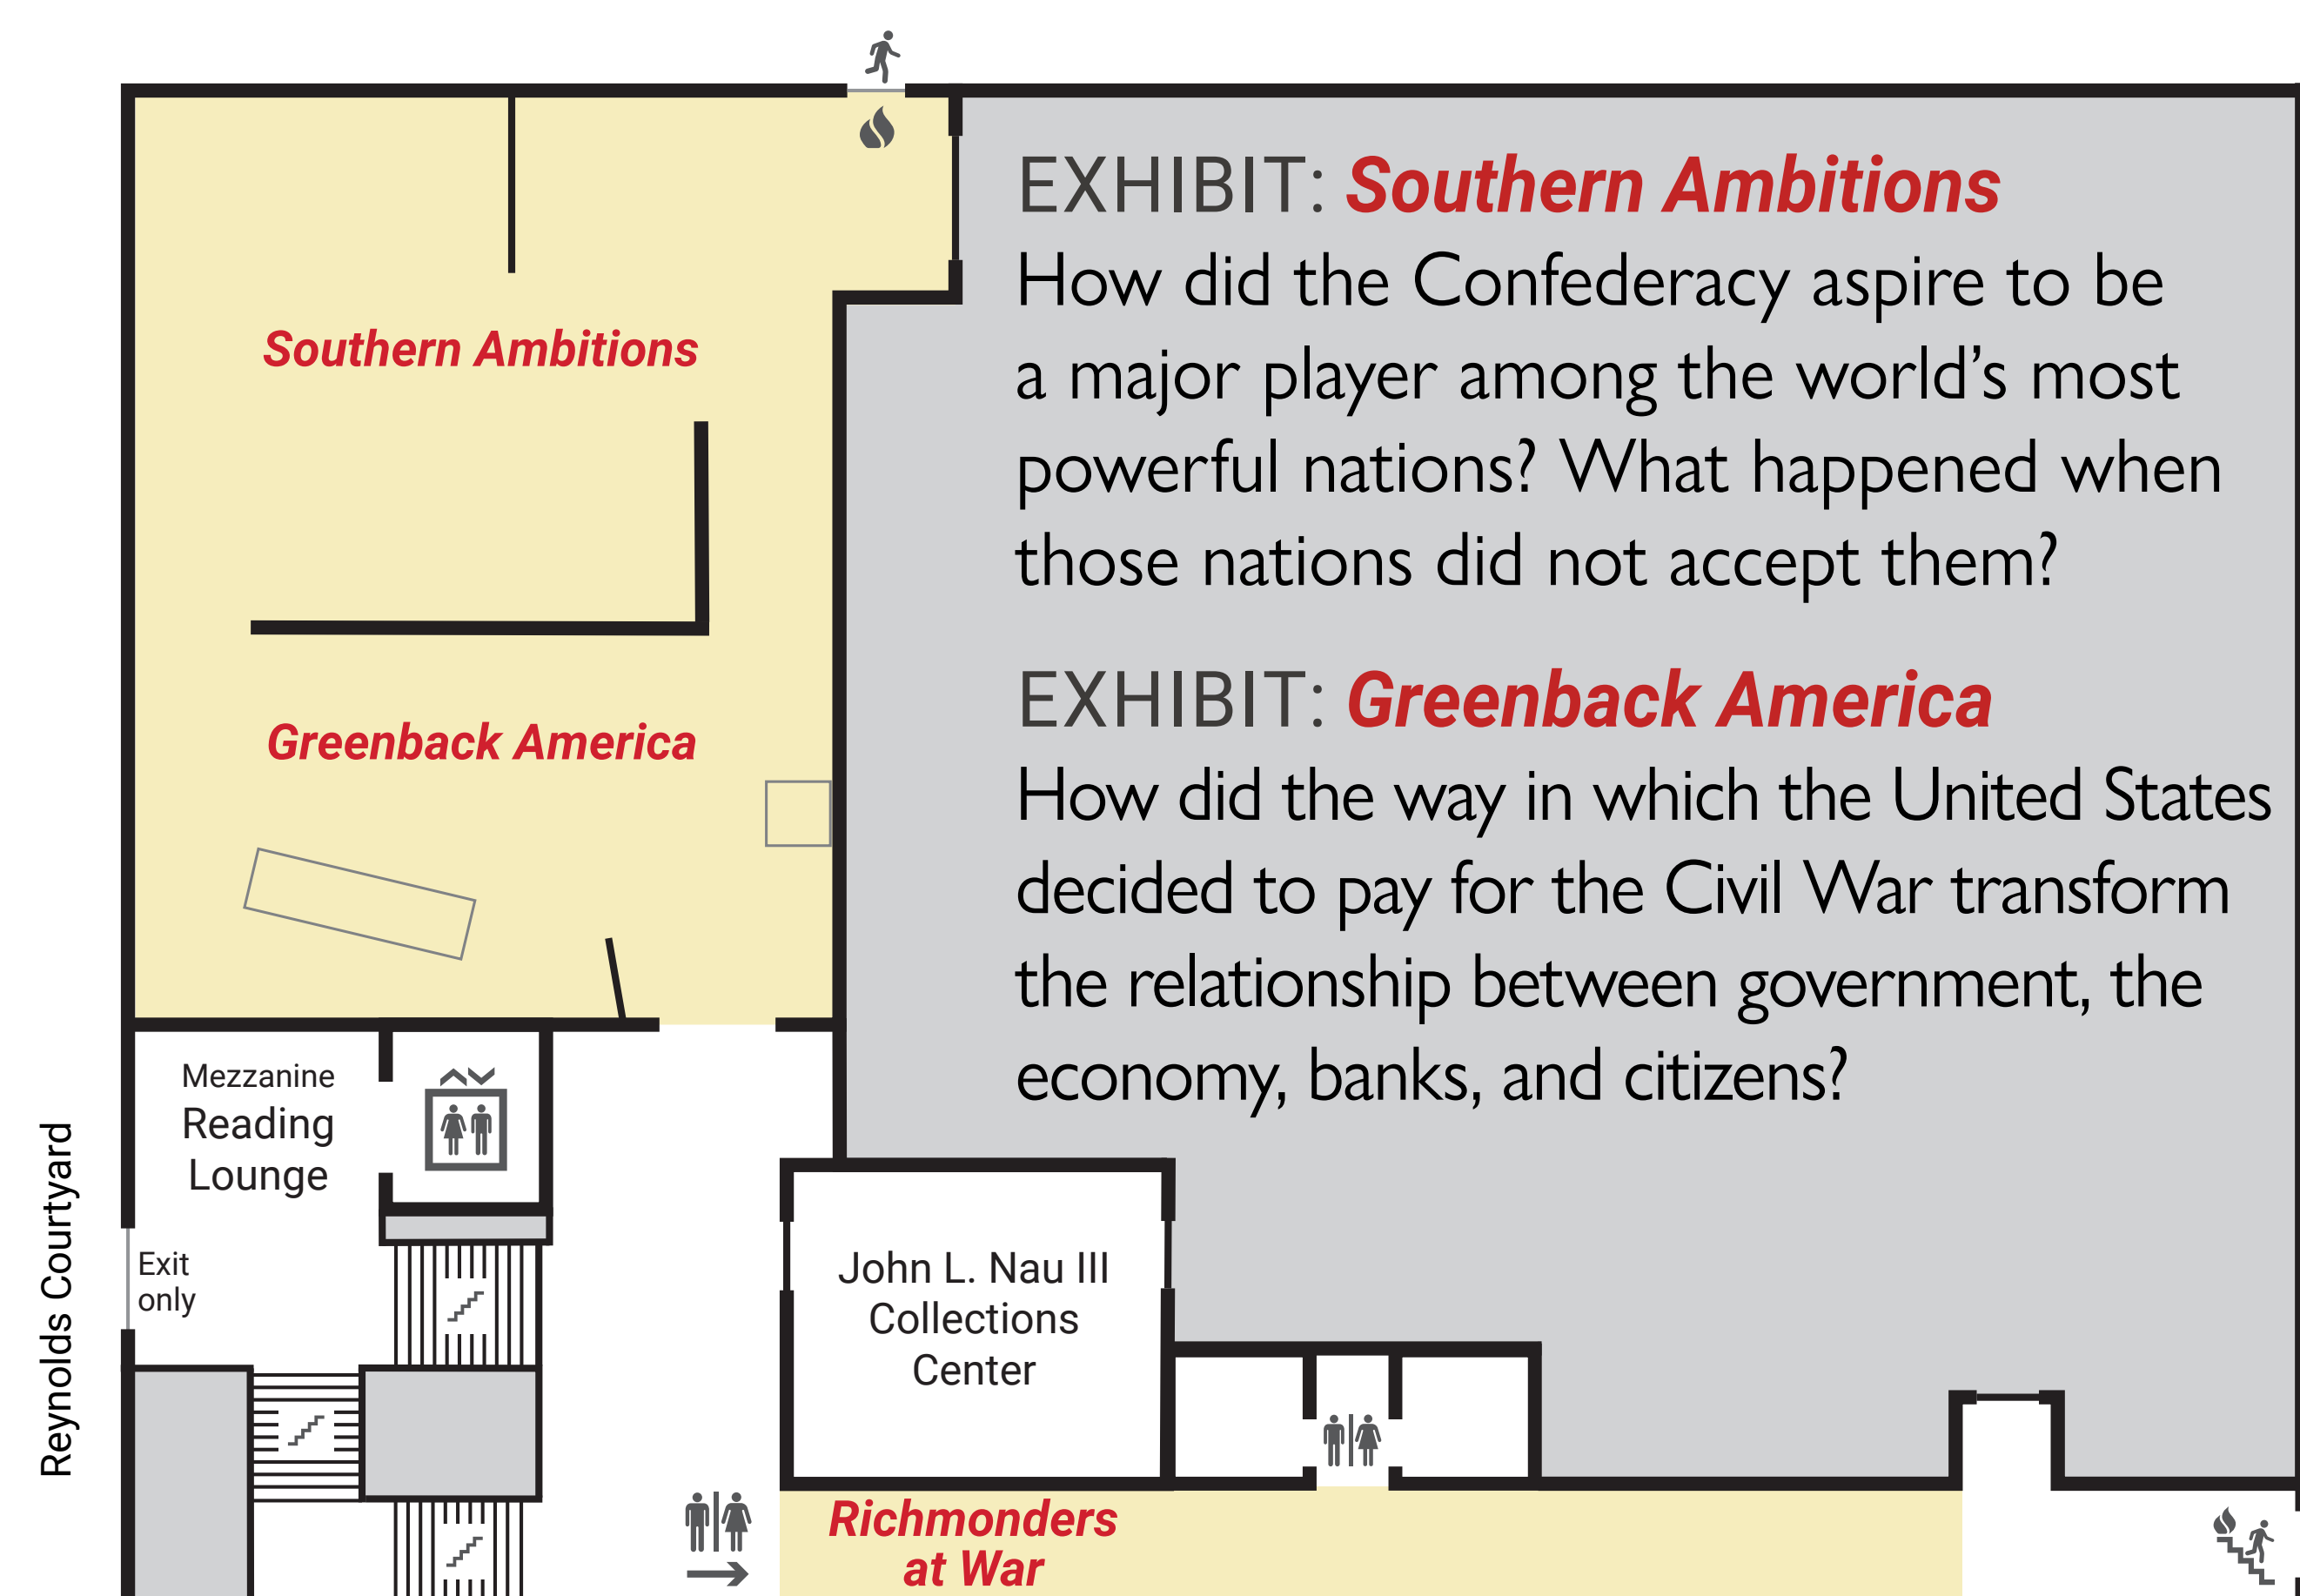 EXHIBIT: Southern Ambitions
How did the Confederacy aspire to be
a major player among the world’s most
powerful nations? What happened when
those nations did not accept them?
EXHIBIT: Greenback America
How did the way in which the United States
decided to pay for the Civil War transform
the relationship between government, the
economy, banks, and citizens?
Southern Ambitions
Greenback America
Mezzanine
Reading
Lounge
Reynolds Courtyard
Exit
only
John L. Nau III
Collections
Center
Richmonders
at War